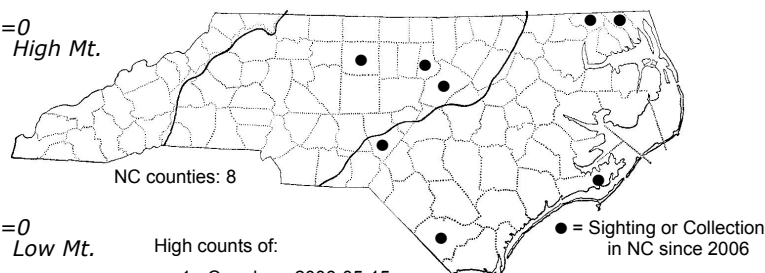 =0
High Mt.
NC counties: 8
=0
Low Mt.
High counts of:
● = Sighting or Collection
in NC since 2006